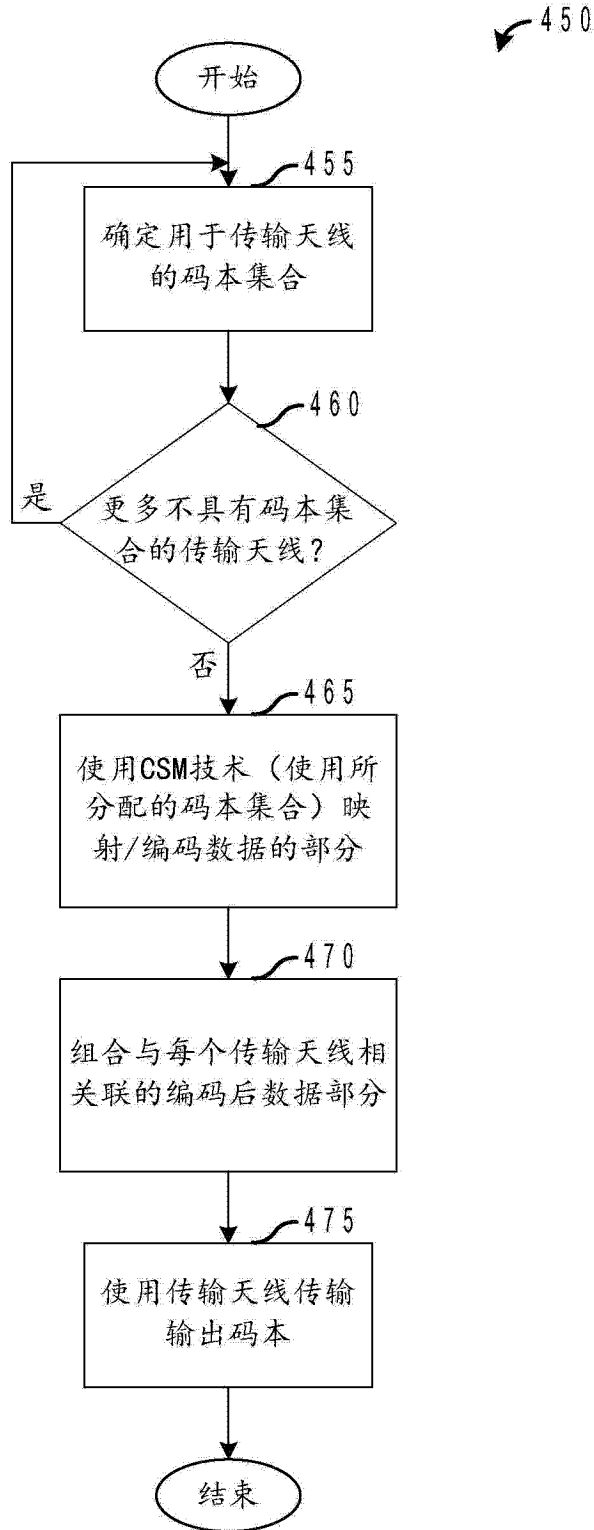 450
开始
455
确定用于传输天线
的码本集合
460
是
更多不具有码本集
合的传输天线?
否
465
使用CSM技术（使用所
分配的码本集合）映
射/编码数据的部分
470
组合与每个传输天线相
关联的编码后数据部分
475
使用传输天线传输
输出码本
结束